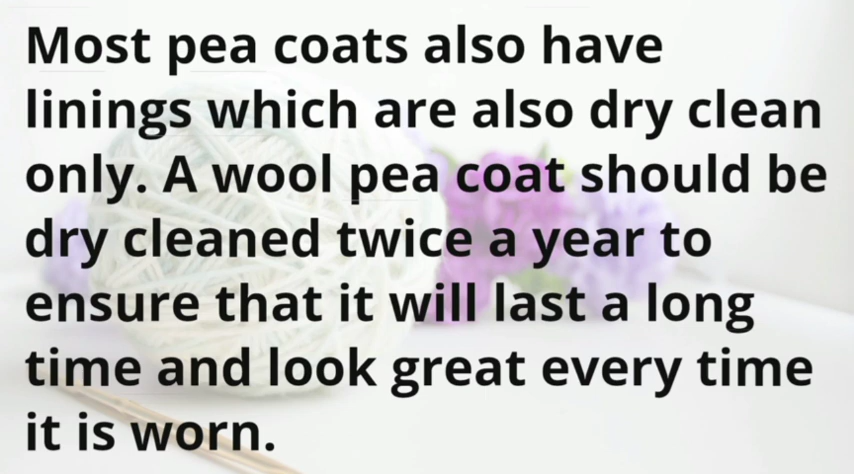 Most pea coats also have
linings which are also dry clean
only. A wool pea coat should be
dry cleaned twice a year to
ensure that it will last a long
time and look great every time
it is worn.